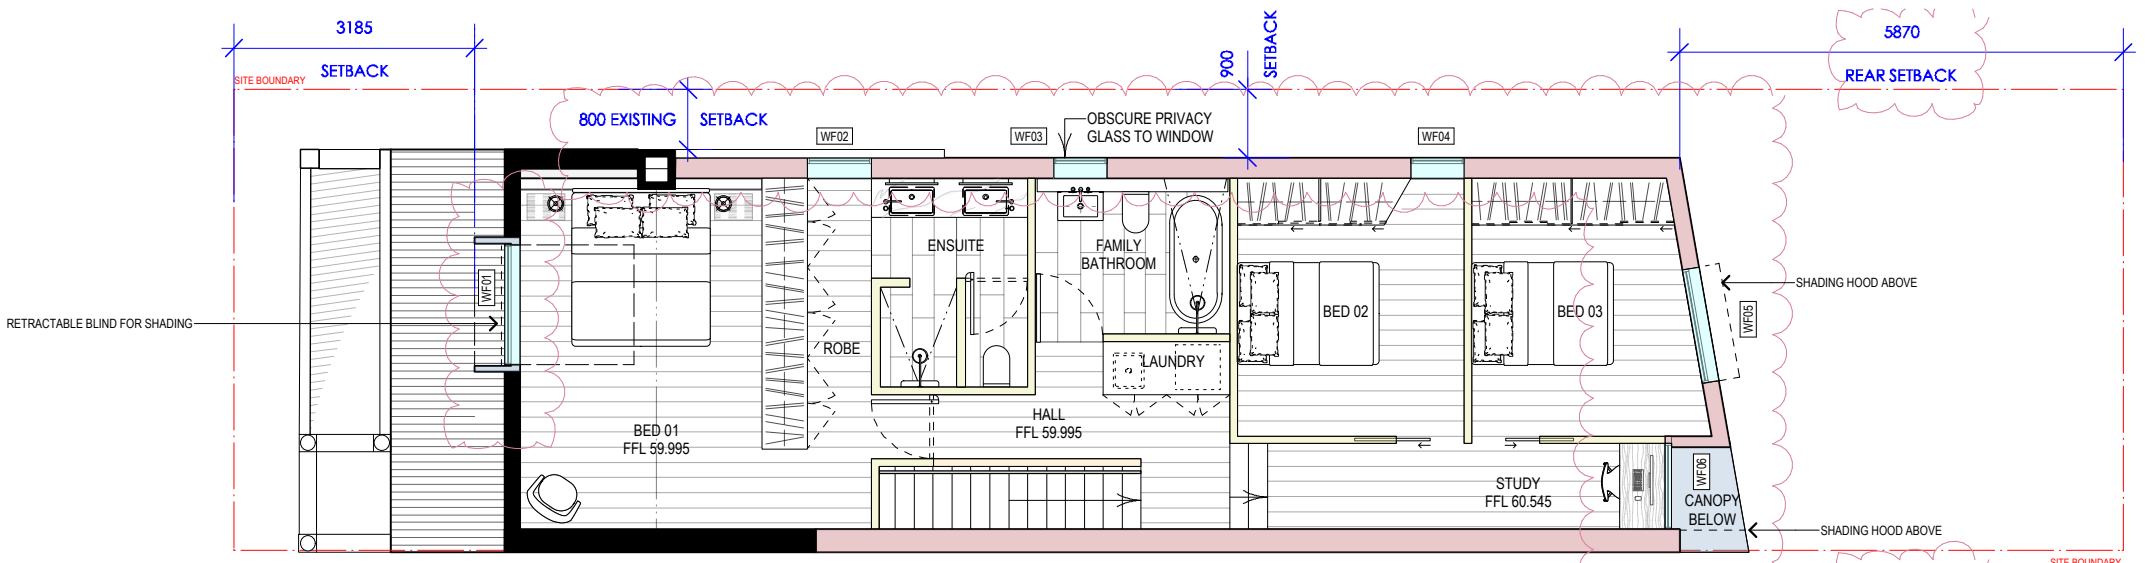 3185
SETBACK
SITE BOUNDARY
800 EXISTING SETBACK
900
SETBACK
5870
REAR SETBACK
OBSCURE PRIVACY
GLASS TO WINDOW
WF02
WF03
WF04
WF01
RETRACTABLE BLIND FOR SHADING
ENSUITE
FAMILY
BATHROOM
ROBE
LAUNDRY
BED 02
BED 03
SHADING HOOD ABOVE
WF05
BED 01
FFL 59.995
HALL
FFL 59.995
STUDY
FFL 60.545
WF06
CANOPY
BELOW
SHADING HOOD ABOVE
SITE BOUNDARY